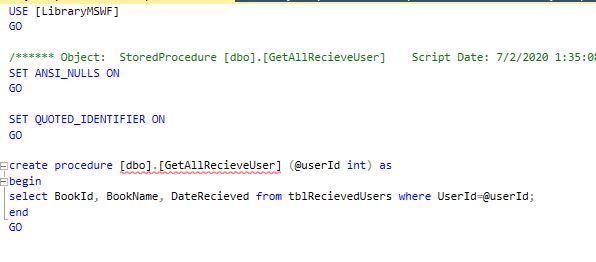 USE [LibraryMSWF]
GO
/****** Object:  StoredProcedure [dbo].[GetAllRecieveUser]    Script Date: 7/2/2020 1:35:08
SET ANSI_NULLS ON
GO
SET QUOTED_IDENTIFIER ON
GO
create procedure [dbo].[GetAllRecieveUser] (@userId int) as
begin
select BookId, BookName, DateRecieved from tblRecievedUsers where UserId=@userId;
end
GO